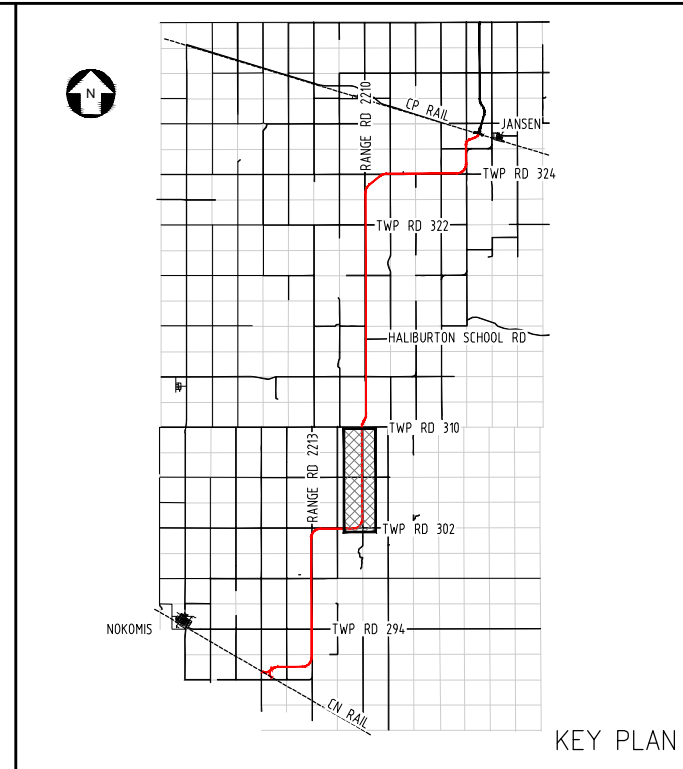 N
RANGE RD 2210
CP RAIL
JANSEN
TWP RD 324
TWP RD 322
HALIBURTON SCHOOL RD
TWP RD 310
RANGE RD 2213
TWP RD 302
NOKOMIS
TWP RD 294
CN RAIL
KEY PLAN